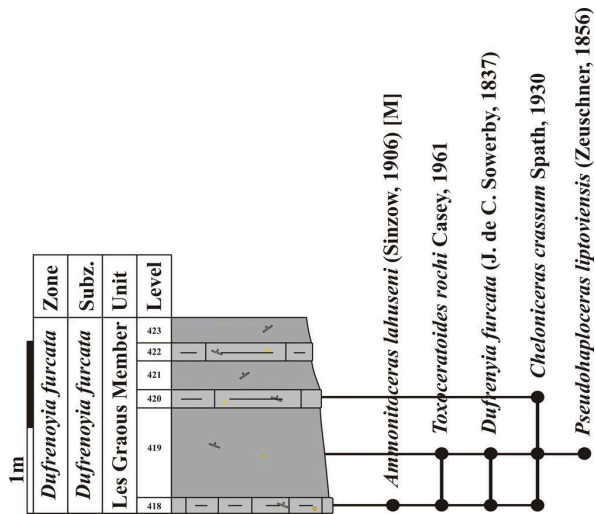 1m
Dufrenoyia furcata Zone
Dufrenoyia furcata Subz.
Les Graous Member Unit
Level
423
422
421
420
419
418
Ammonitoceras lahuseni (Sinzow, 1906) [M]
Toxoceratoides rochi Casey, 1961
Dufrenyia furcata (J. de C. Sowerby, 1837)
Cheloniceras crassum Spath, 1930
Pseudohaploceras liptoviensis (Zeuschner, 1856)